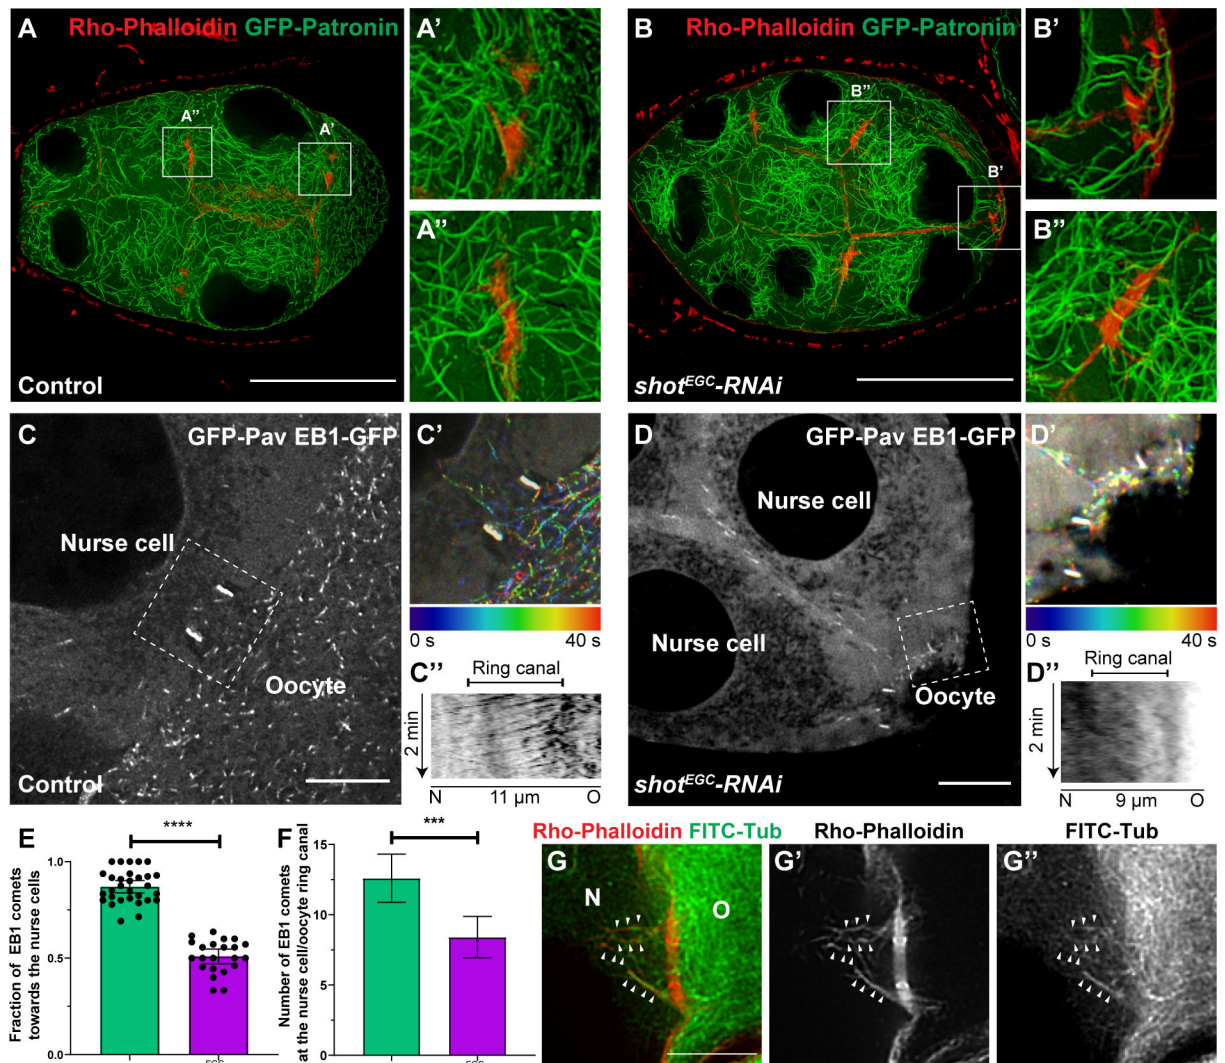 A
Rho-Phalloidin GFP-Patronin
A''
A'
Control
A'
A''
B
Rho-Phalloidin GFP-Patronin
B''
B'
shot^EGC-RNAi
B'
B''
C
GFP-Pav EB1-GFP
Nurse cell
Oocyte
Control
C'
0 s
40 s
C''
Ring canal
2 min
N
11 µm
O
D
GFP-Pav EB1-GFP
Nurse cell
Nurse cell
Oocyte
shot^EGC-RNAi
D'
0 s
40 s
D''
Ring canal
2 min
N
9 µm
O
E
****
Fraction of EB1 comets
towards the nurse cells
1.0
0.5
0.0
F
***
Number of EB1 comets
at the nurse cell/oocyte ring canal
15
10
5
0
Rho-Phalloidin FITC-Tub
G
N
O
Rho-Phalloidin
G'
FITC-Tub
G''